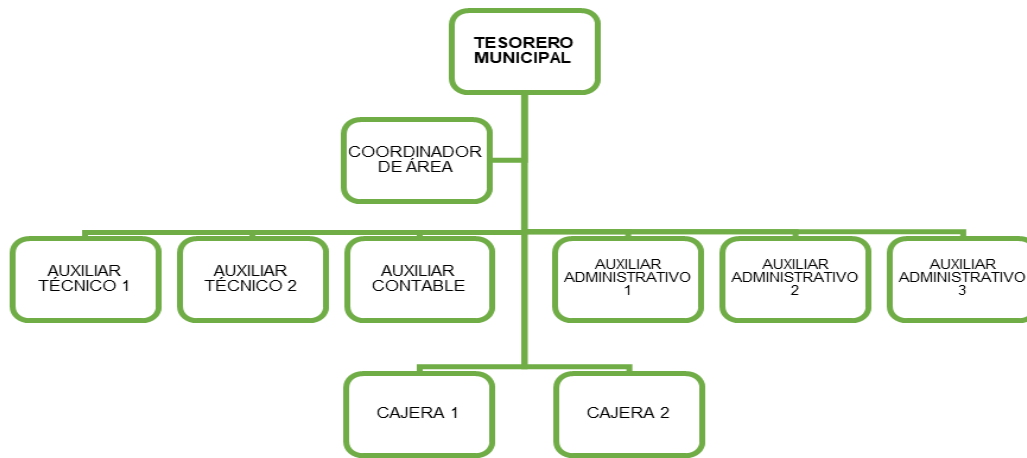 TESORERO
MUNICIPAL
COORDINADOR
DE ÁREA
AUXILIAR
TÉCNICO 1
AUXILIAR
TÉCNICO 2
AUXILIAR
CONTABLE
AUXILIAR
ADMINISTRATIVO
1
AUXILIAR
ADMINISTRATIVO
2
AUXILIAR
ADMINISTRATIVO
3
CAJERA 1
CAJERA 2